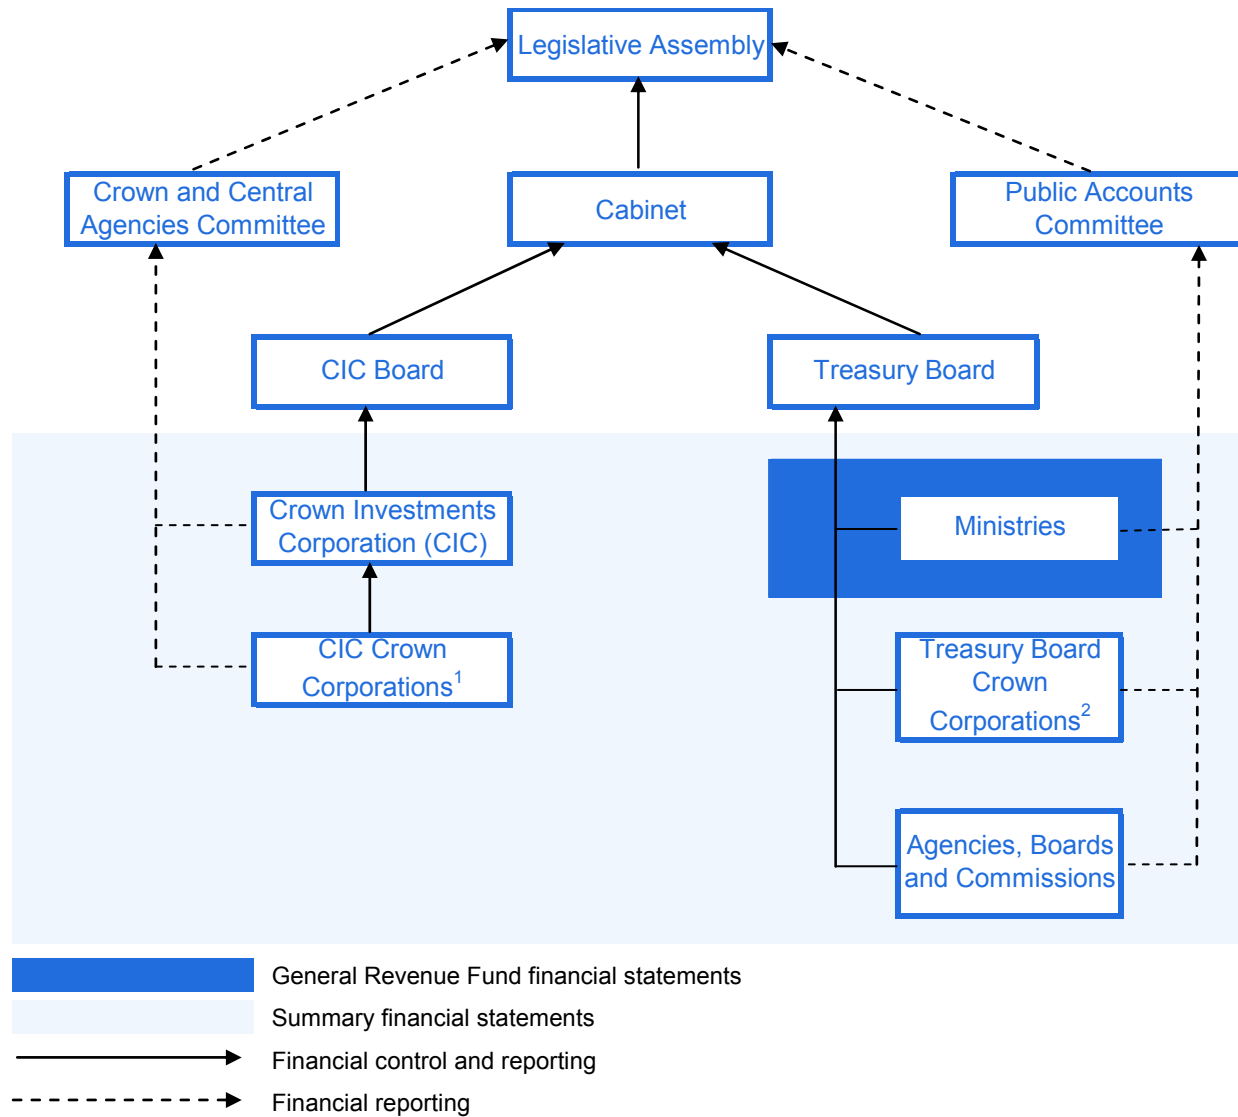 Legislative Assembly
Crown and Central
Agencies Committee
Cabinet
Public Accounts
Committee
CIC Board
Treasury Board
Crown Investments
Corporation (CIC)
Ministries
CIC Crown
Corporations¹
Treasury Board
Crown
Corporations²
Agencies, Boards
and Commissions
General Revenue Fund financial statements
Summary financial statements
Financial control and reporting
Financial reporting